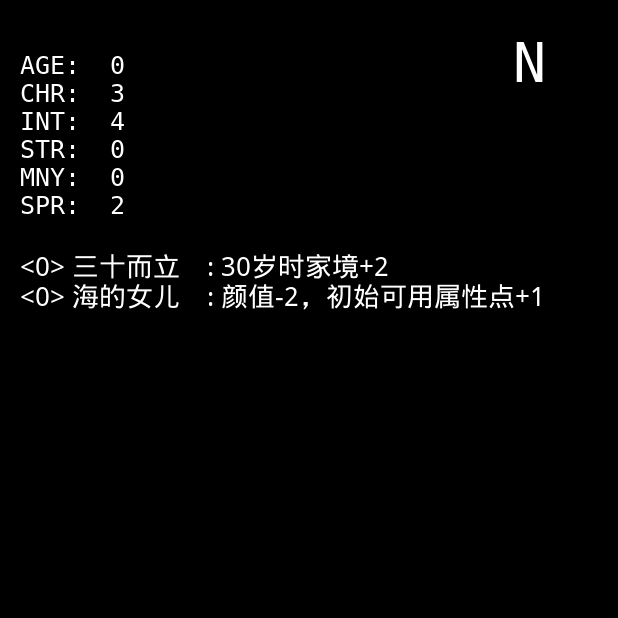 N
AGE: 0
CHR: 3
INT: 4
STR: 0
MNY: 0
SPR: 2
<0> 三十而立 : 30岁时家境+2
<0> 海的女儿 : 颜值-2，初始可用属性点+1